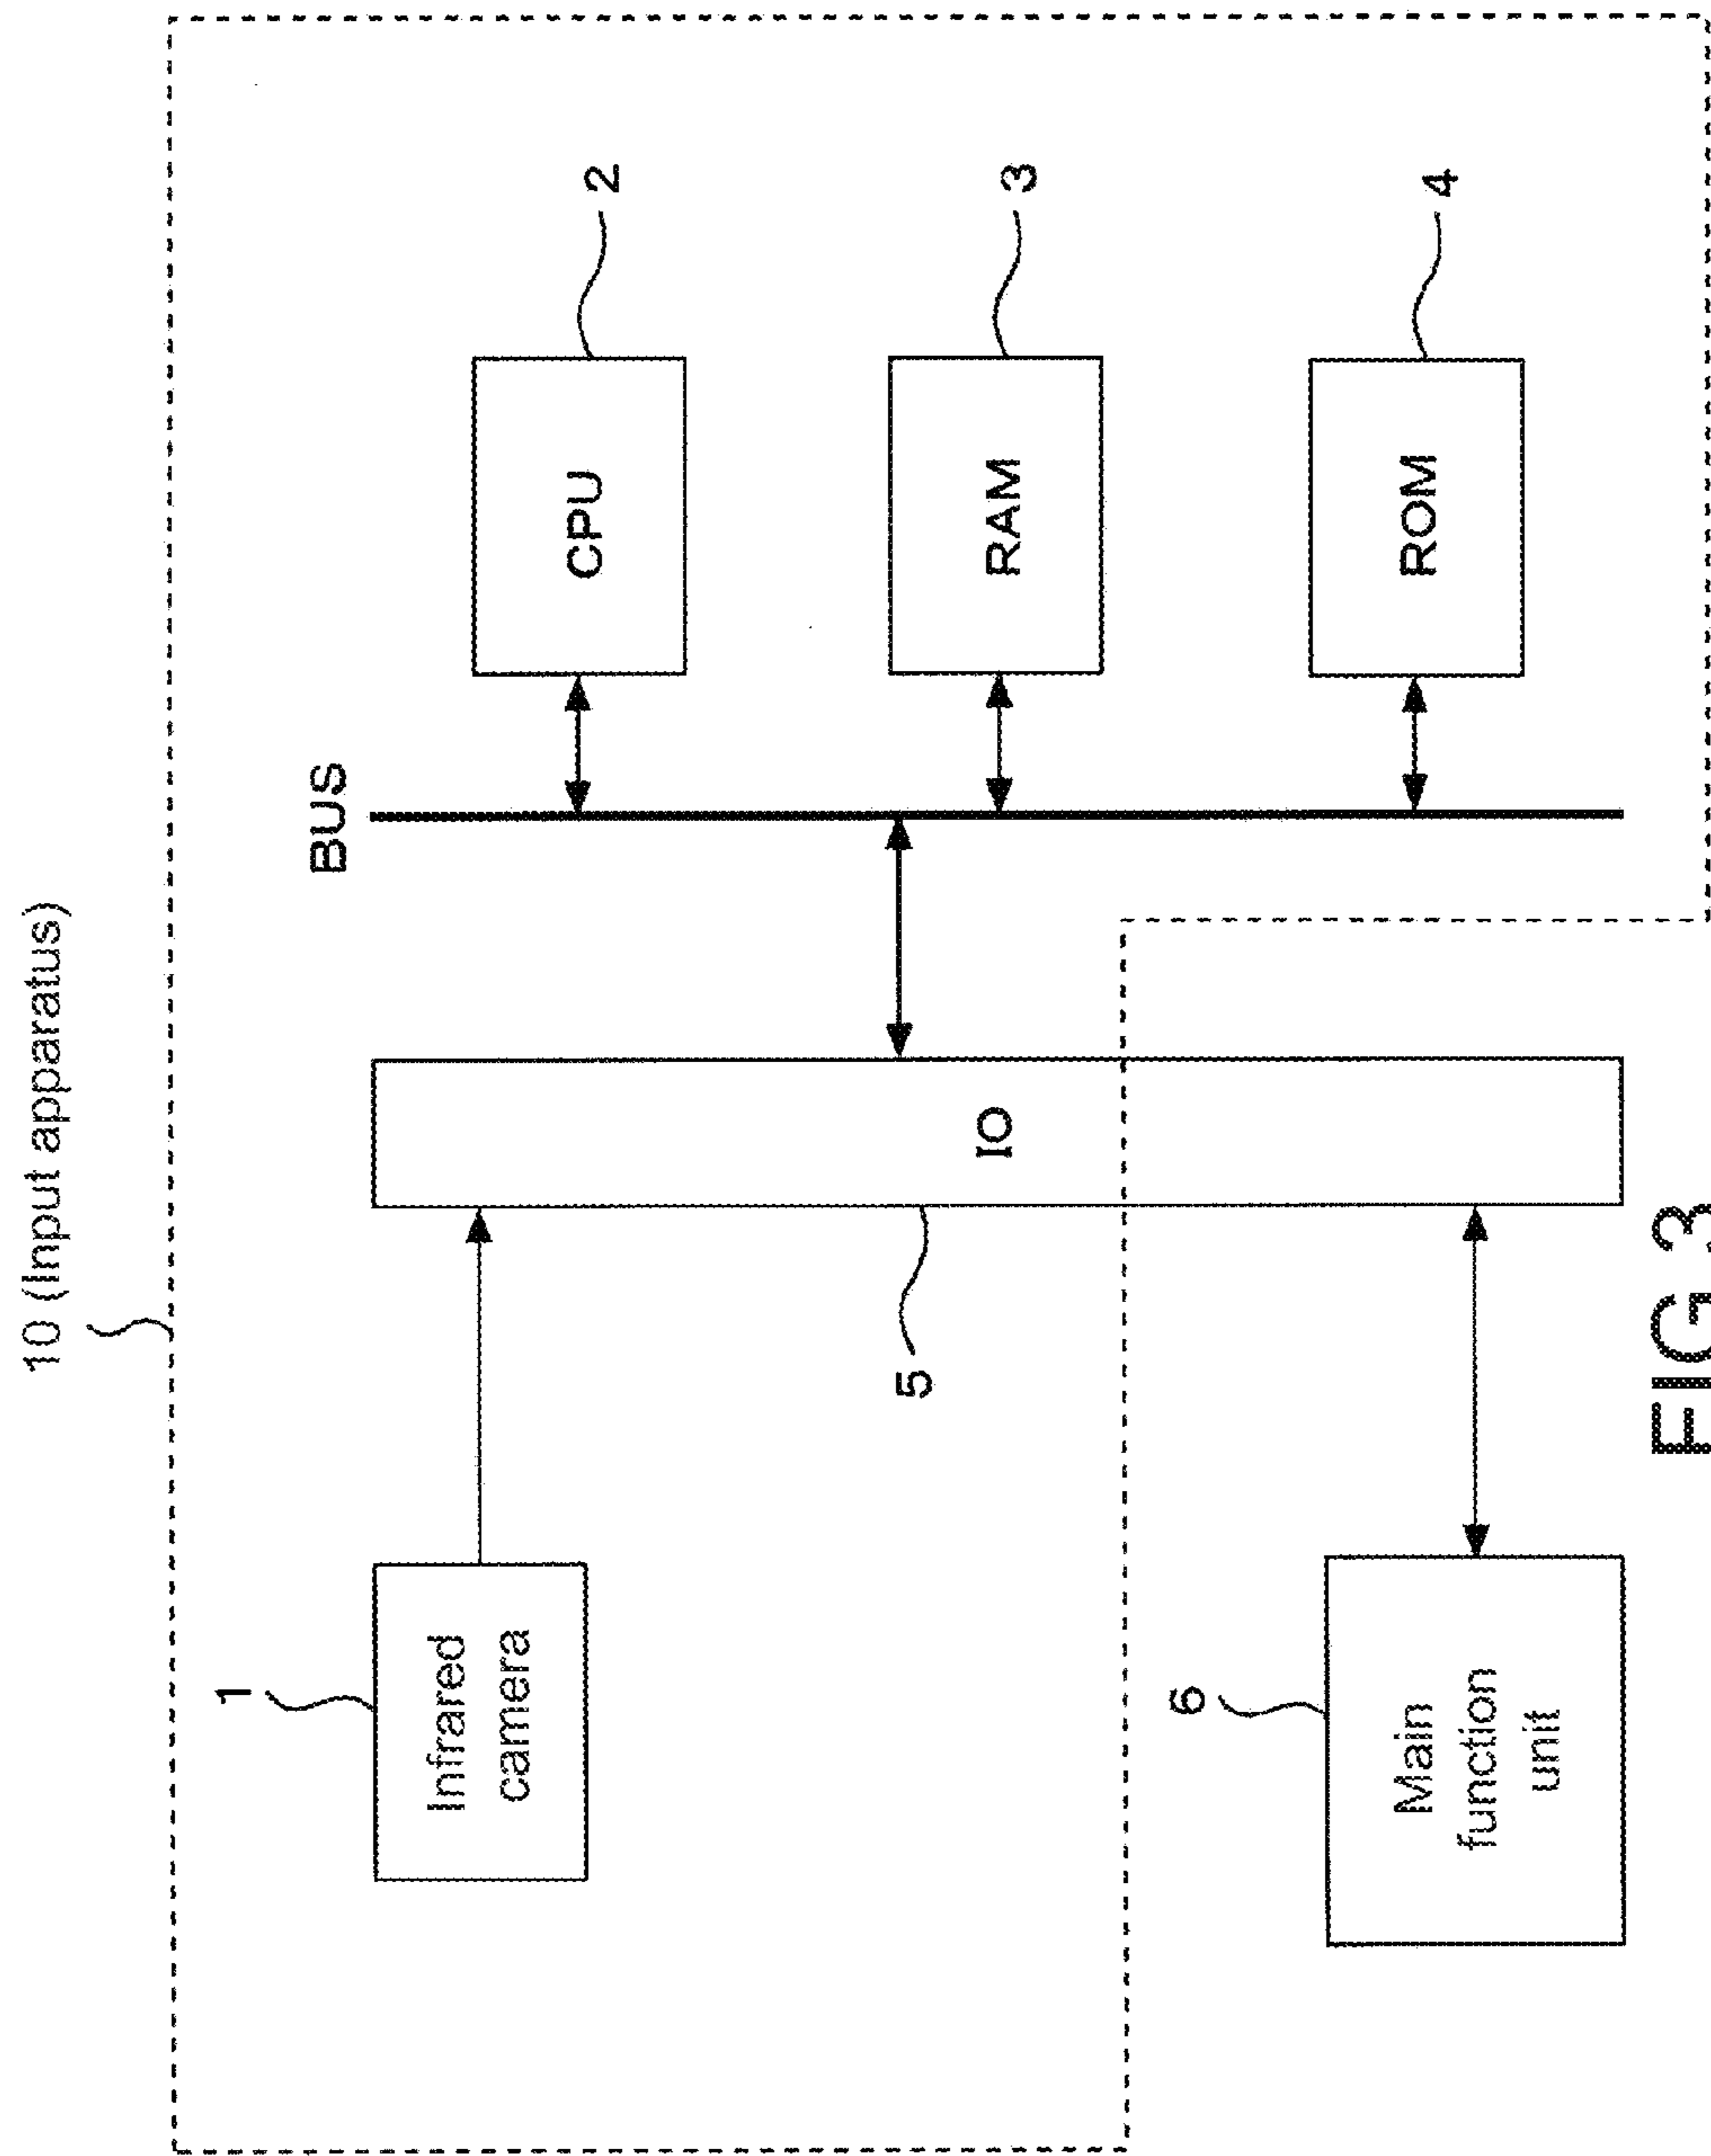 10 (Input apparatus)
1
Infrared
camera
BUS
CPU
2
5
IO
RAM
3
6
Main
function
unit
ROM
4
FIG 3